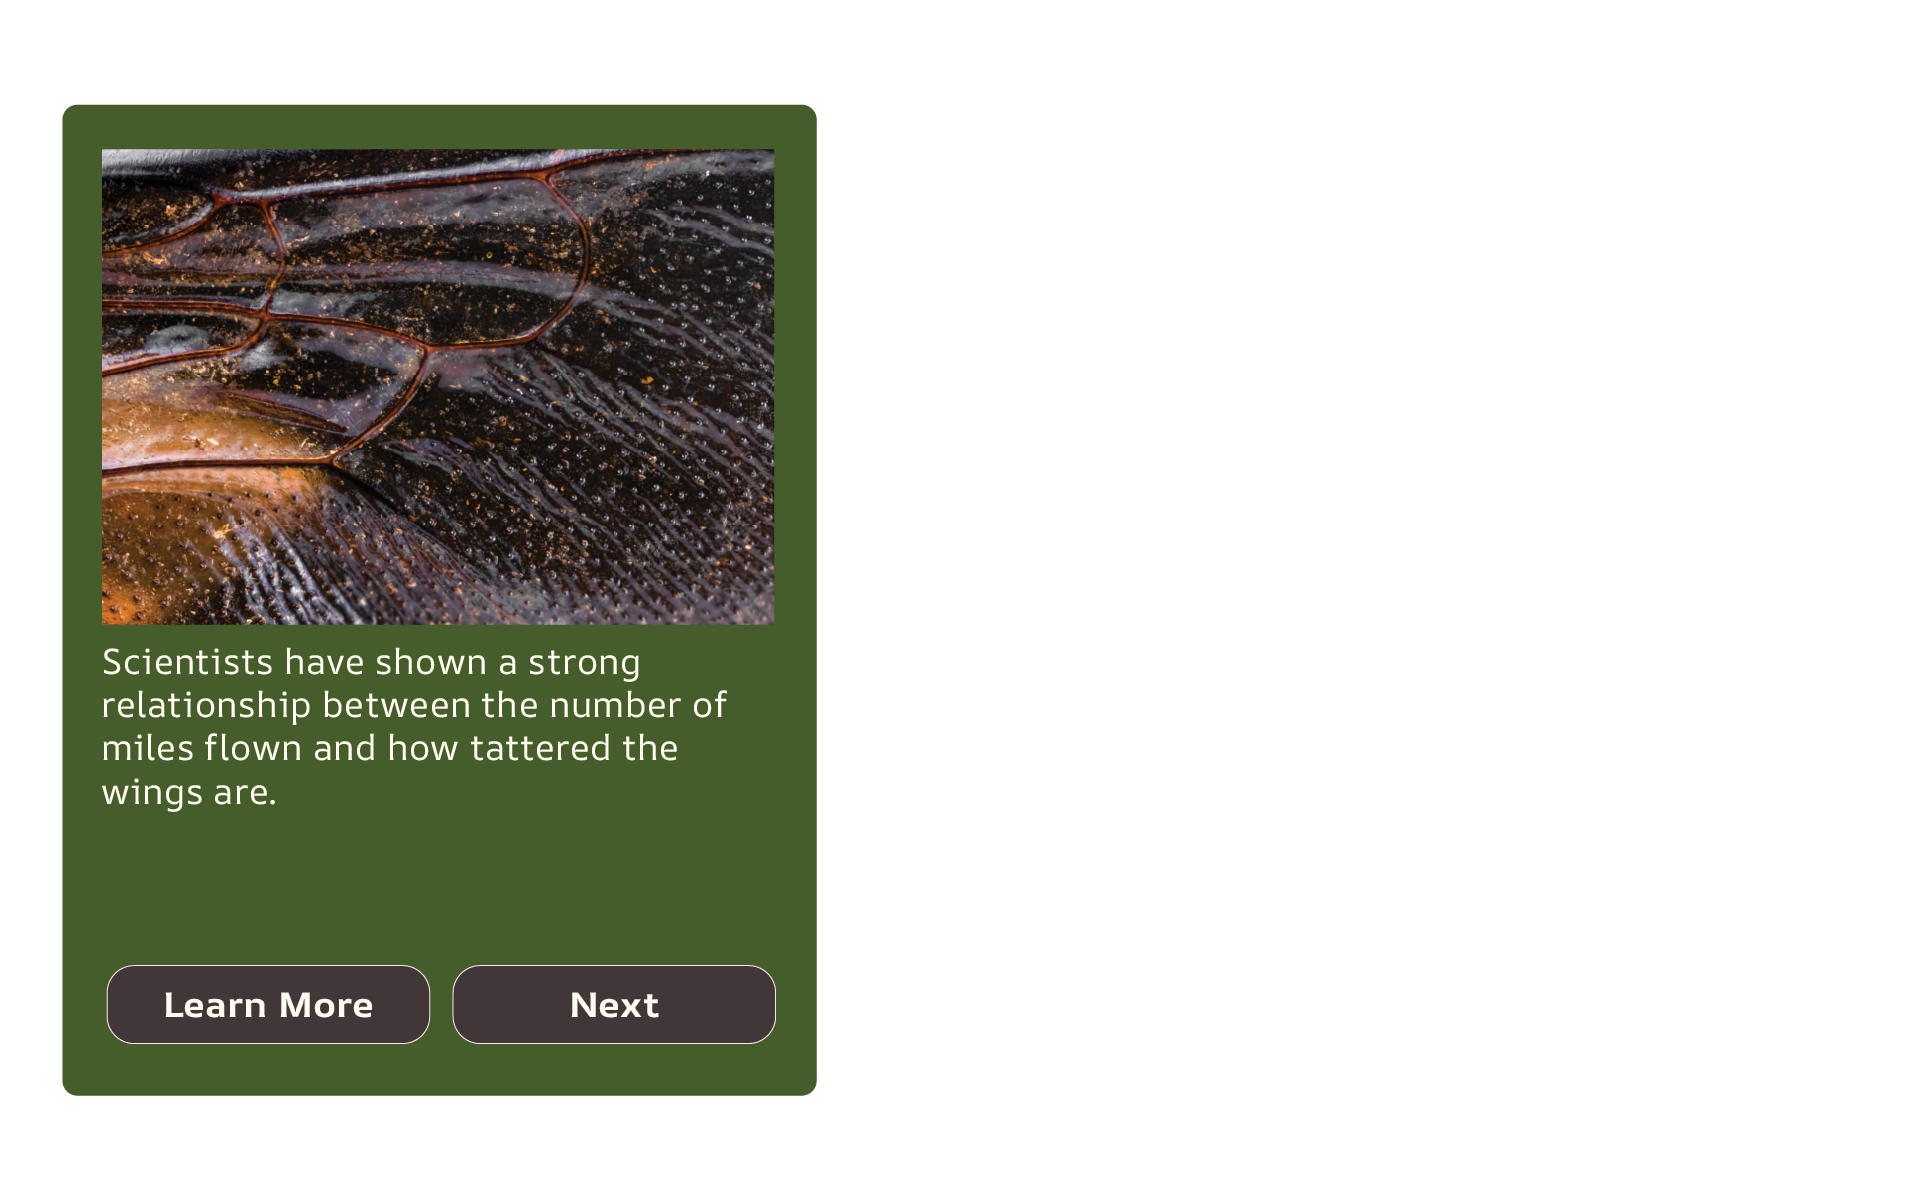 Scientists have shown a strong
relationship between the number of
miles flown and how tattered the
wings are.
Learn More
Next